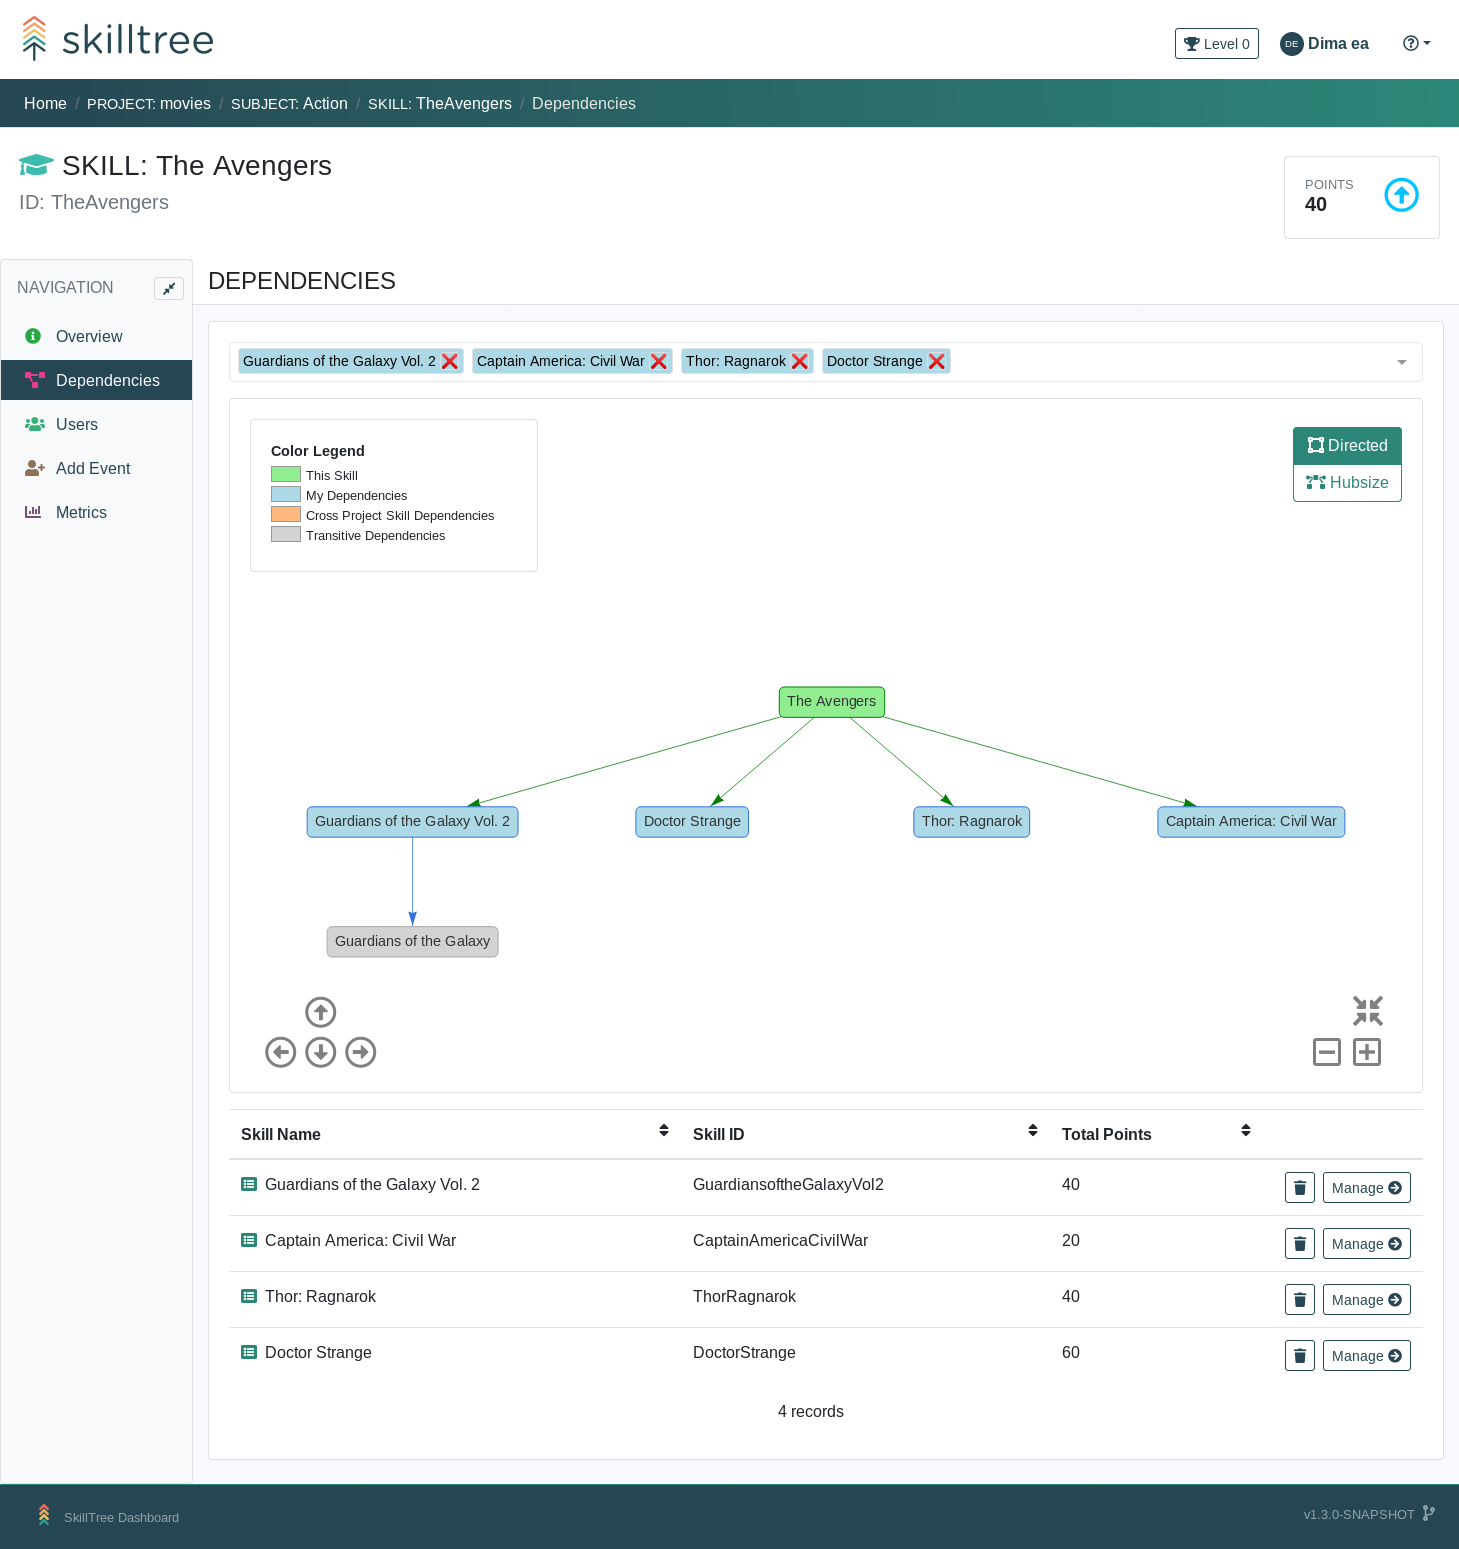 skilltree
Level 0
DE Dima ea
Home / PROJECT: movies / SUBJECT: Action / SKILL: TheAvengers / Dependencies
SKILL: The Avengers
ID: TheAvengers
POINTS
40
NAVIGATION
Overview
Dependencies
Users
Add Event
Metrics
DEPENDENCIES
Guardians of the Galaxy Vol. 2 Captain America: Civil War Thor: Ragnarok Doctor Strange
Color Legend
This Skill
My Dependencies
Cross Project Skill Dependencies
Transitive Dependencies
Directed
Hubsize
The Avengers
Guardians of the Galaxy Vol. 2 Doctor Strange Thor: Ragnarok Captain America: Civil War
Guardians of the Galaxy
Skill Name Skill ID Total Points
Guardians of the Galaxy Vol. 2 GuardiansoftheGalaxyVol2 40 Manage
Captain America: Civil War CaptainAmericaCivilWar 20 Manage
Thor: Ragnarok ThorRagnarok 40 Manage
Doctor Strange DoctorStrange 60 Manage
4 records
SkillTree Dashboard
v1.3.0-SNAPSHOT